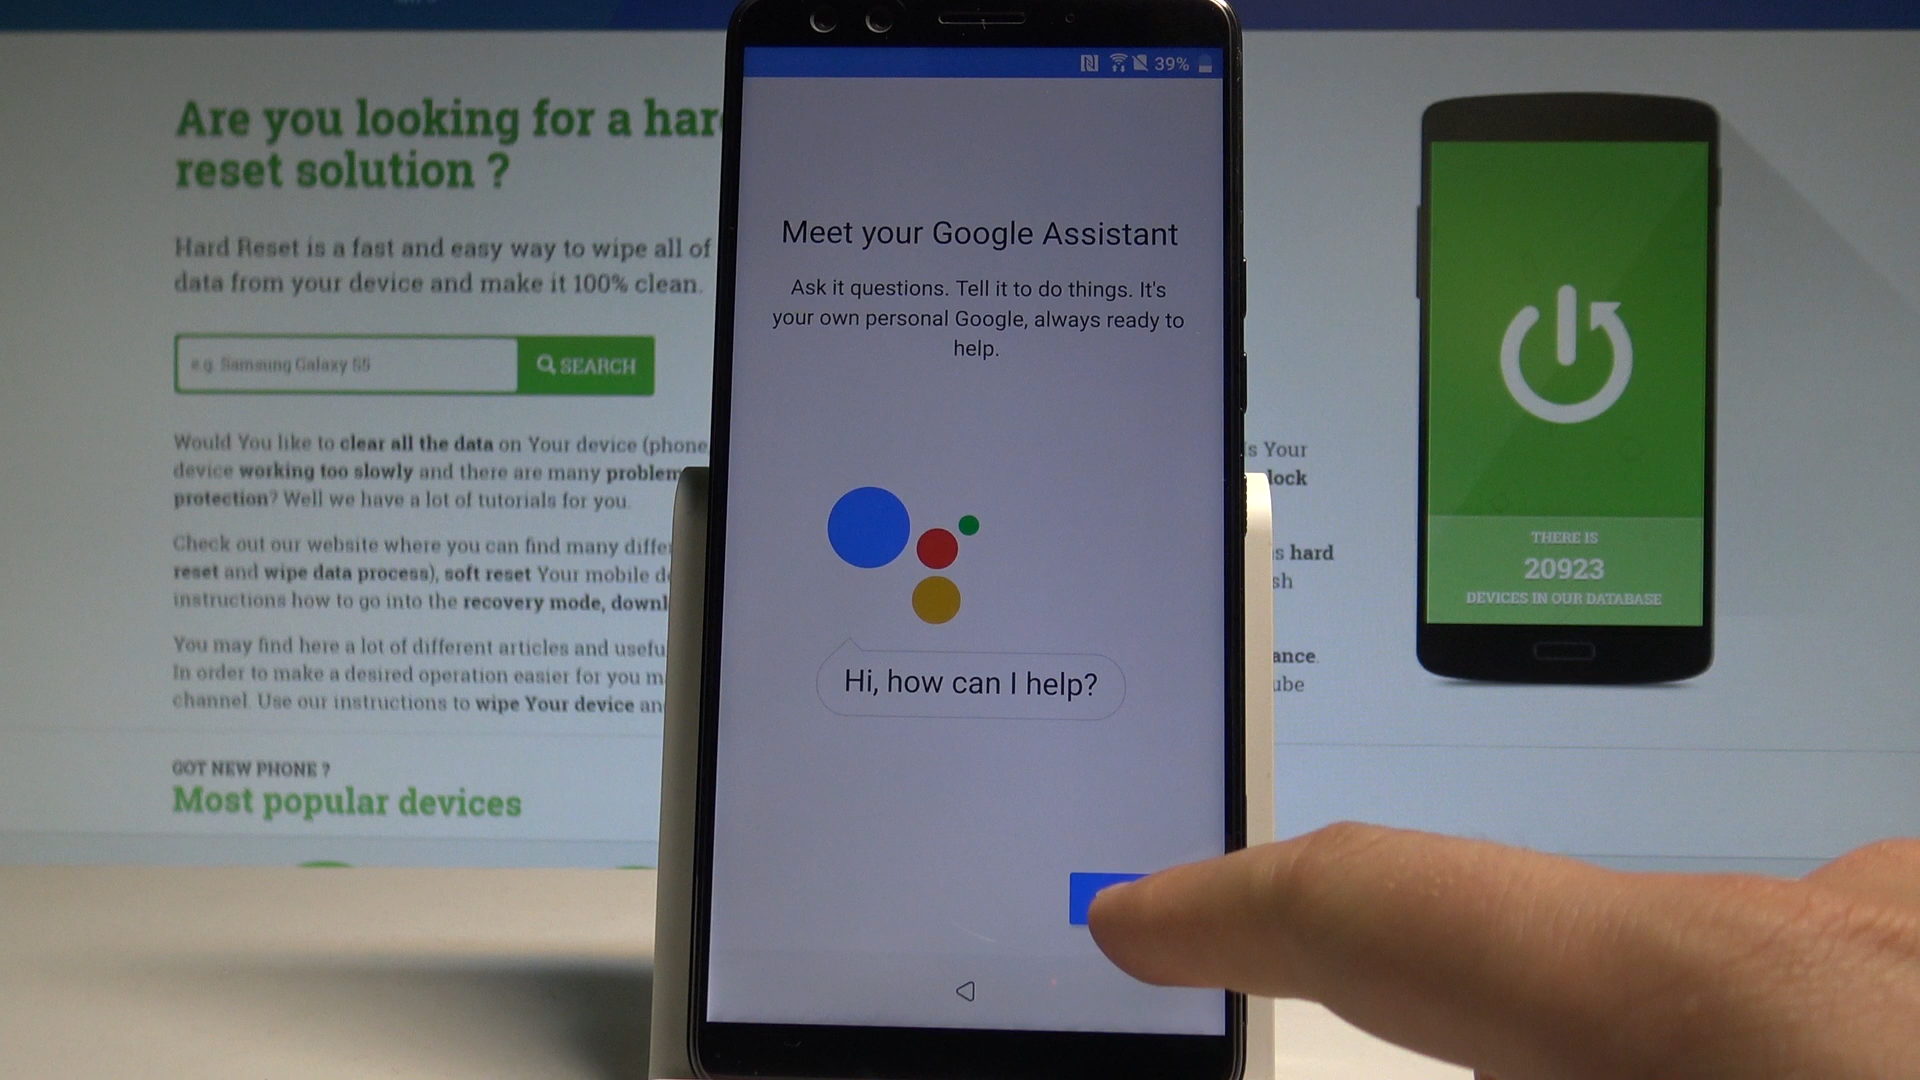 Are you looking for a har
reset solution ?
Hard Reset is a fast and easy way to wipe all of
data from your device and make it 100% clean.
e.g. Samsung Galaxy S5
SEARCH
Would You like to clear all the data on Your device (phone,
device working too slowly and there are many problem
protection? Well we have a lot of tutorials for you.
Check out our website where you can find many diffe
reset and wipe data process), soft reset Your mobile d
instructions how to go into the recovery mode, downl
You may find here a lot of different articles and usefu
In order to make a desired operation easier for you m
channel. Use our instructions to wipe Your device an
GOT NEW PHONE ?
Most popular devices
39%
Meet your Google Assistant
Ask it questions. Tell it to do things. It's
your own personal Google, always ready to
help.
Hi, how can I help?
s Your
lock
s hard
sh
ance.
ube
THERE IS
20923
DEVICES IN OUR DATABASE